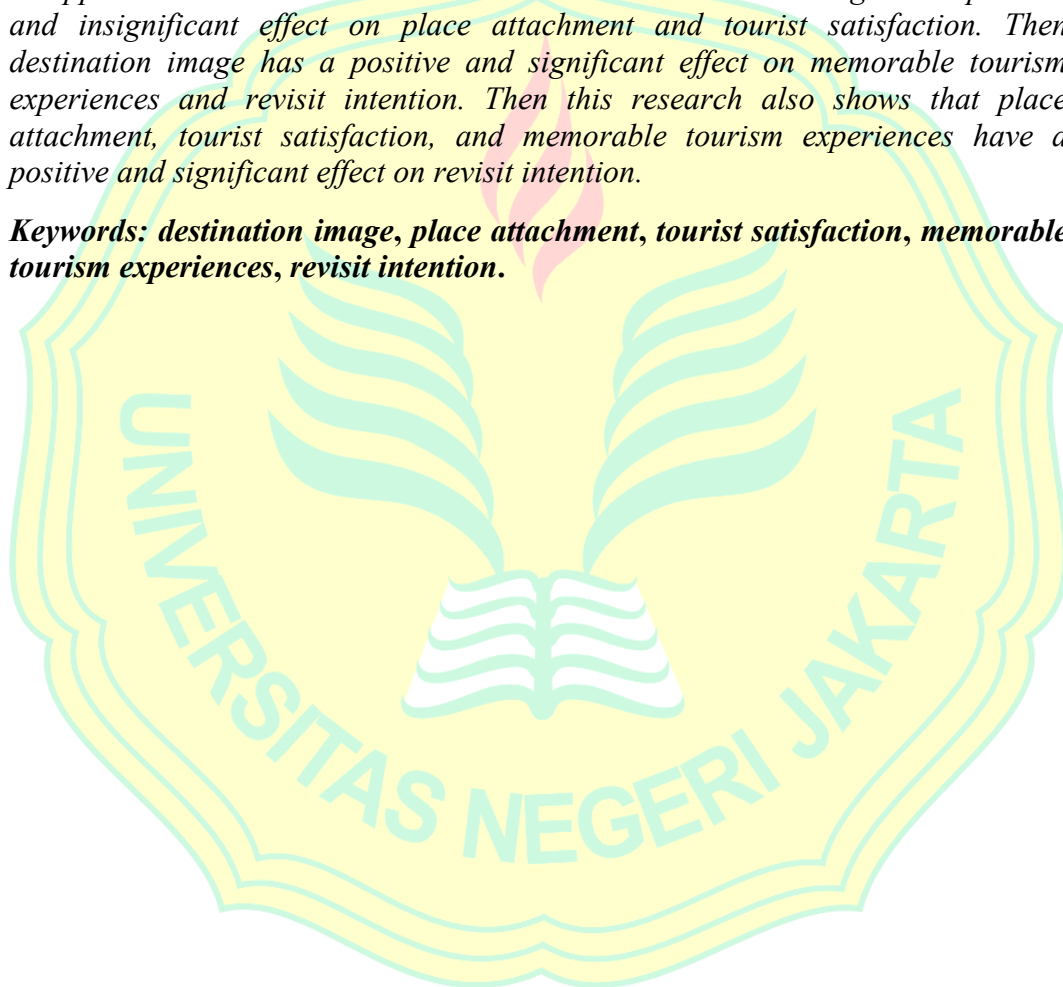 and insignificant effect on place attachment and tourist satisfaction. Then
destination image has a positive and significant effect on memorable tourism
experiences and revisit intention. Then this research also shows that place
attachment, tourist satisfaction, and memorable tourism experiences have a
positive and significant effect on revisit intention.
Keywords: destination image, place attachment, tourist satisfaction, memorable
tourism experiences, revisit intention.
UNIVERSITAS NEGERI JAKARTA